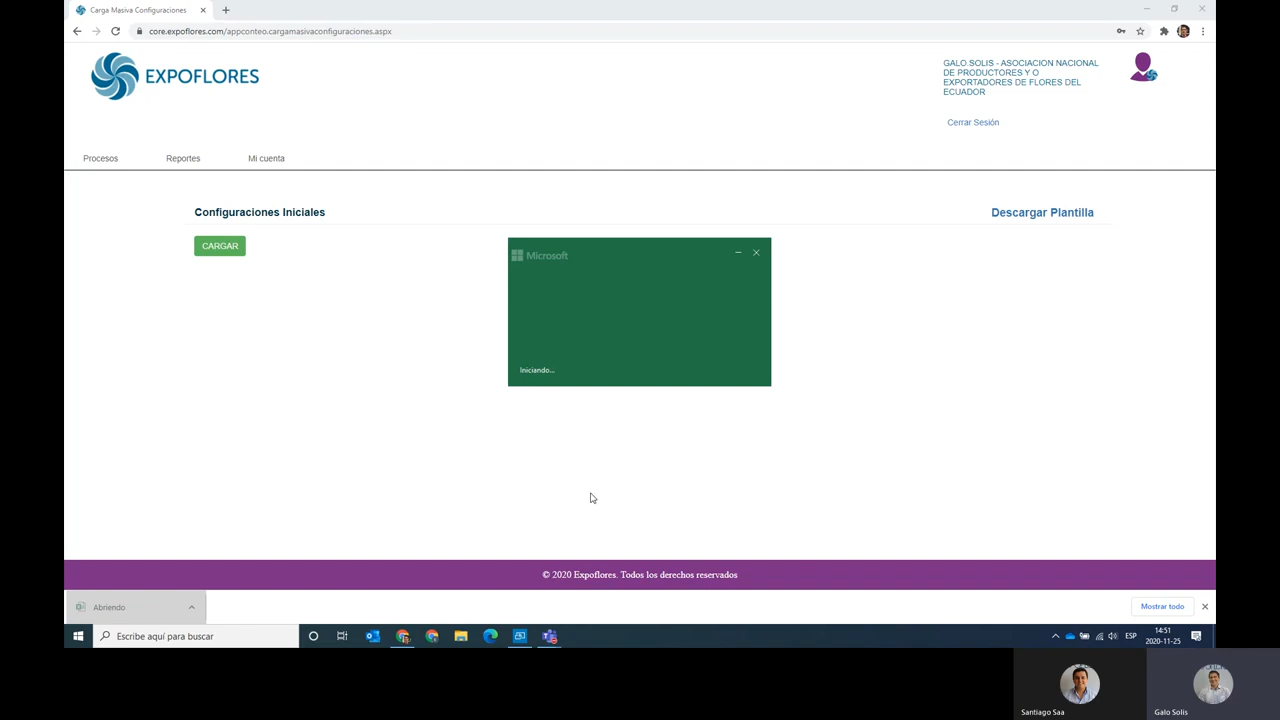 Carga Masiva Configuraciones
core.expoflores.com/appconteo.cargamasivaconfiguraciones.aspx
EXPOFLORES
GALO.SOLIS - ASOCIACION NACIONAL
DE PRODUCTORES Y O
EXPORTADORES DE FLORES DEL
ECUADOR
Cerrar Sesión
Procesos
Reportes
Mi cuenta
Configuraciones Iniciales
Descargar Plantilla
CARGAR
Microsoft
Iniciando...
© 2020 Expoflores. Todos los derechos reservados
Abriendo
Mostrar todo
Escribe aquí para buscar
ESP
14:51
2020-11-25
Santiago Saa
Galo Solis